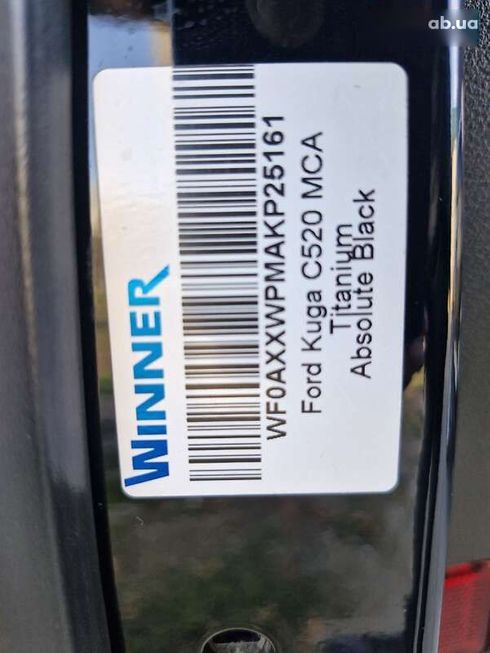 ab.ua
WINNER
WF0AXXWPMAKP25161
Ford Kuga C520 MCA
Titanium
Absolute Black